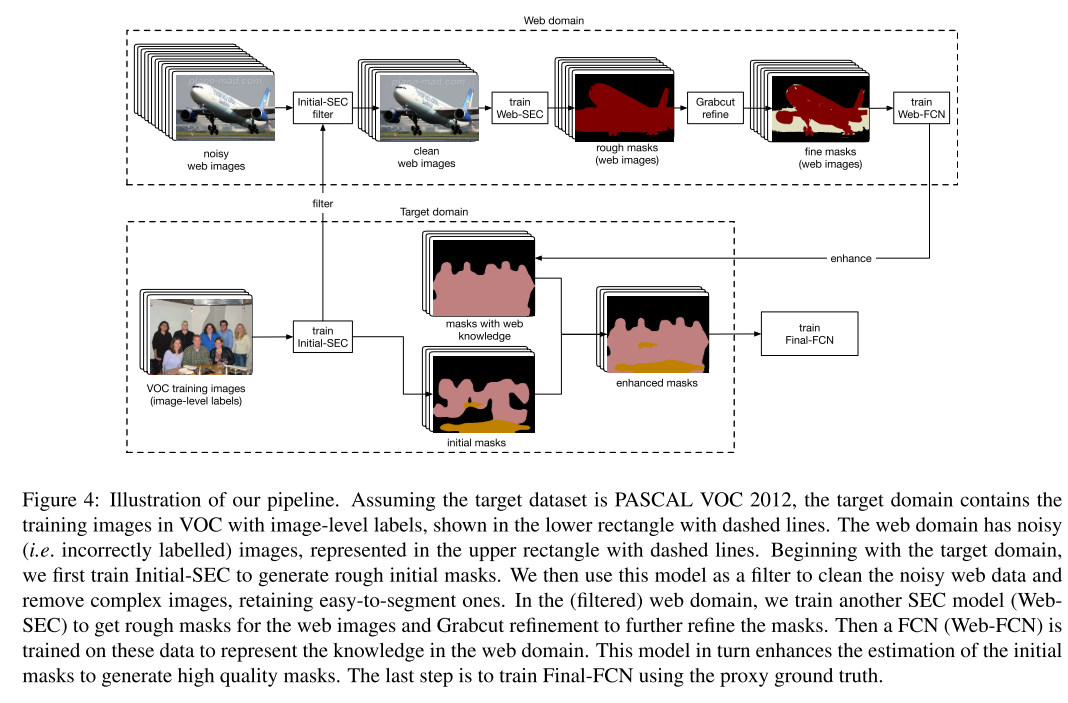 Web domain
plane-mad.com
plane-mad.com
noisy
web images
Initial-SEC
filter
clean
web images
train
Web-SEC
rough masks
(web images)
Grabcut
refine
fine masks
(web images)
train
Web-FCN
filter
Target domain
enhance
VOC training images
(image-level labels)
train
Initial-SEC
masks with web
knowledge
initial masks
enhanced masks
train
Final-FCN
Figure 4: Illustration of our pipeline. Assuming the target dataset is PASCAL VOC 2012, the target domain contains the
training images in VOC with image-level labels, shown in the lower rectangle with dashed lines. The web domain has noisy
(i.e. incorrectly labelled) images, represented in the upper rectangle with dashed lines. Beginning with the target domain,
we first train Initial-SEC to generate rough initial masks. We then use this model as a filter to clean the noisy web data and
remove complex images, retaining easy-to-segment ones. In the (filtered) web domain, we train another SEC model (Web-
SEC) to get rough masks for the web images and Grabcut refinement to further refine the masks. Then a FCN (Web-FCN) is
trained on these data to represent the knowledge in the web domain. This model in turn enhances the estimation of the initial
masks to generate high quality masks. The last step is to train Final-FCN using the proxy ground truth.